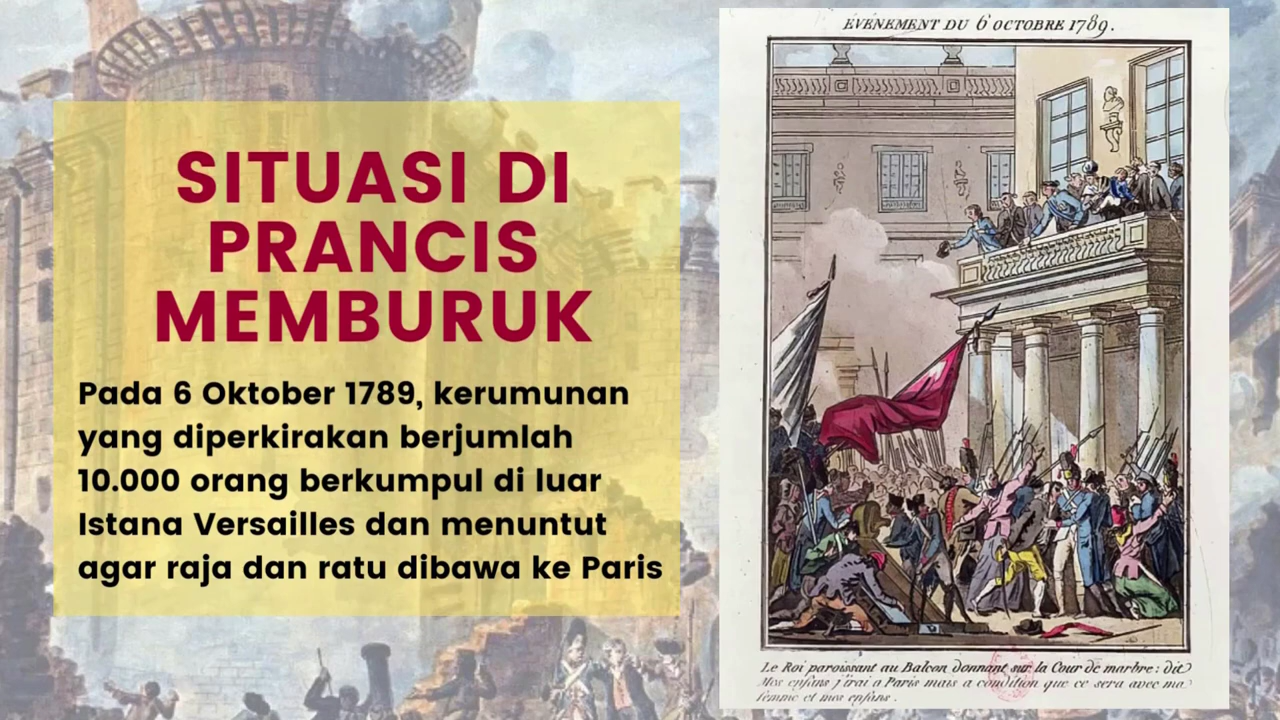 SITUASI DI
PRANCIS
MEMBURUK
Pada 6 Oktober 1789, kerumunan
yang diperkirakan berjumlah
10.000 orang berkumpul di luar
Istana Versailles dan menuntut
agar raja dan ratu dibawa ke Paris
ÉVÉNEMENT DU 6 OCTOBRE 1789.
Le Roi paroissant au Balcon donnant sur la Cour de marbre : dit
Mes enfans j'irai a Paris mais a condition que ce sera avec ma
femme et mes enfans .